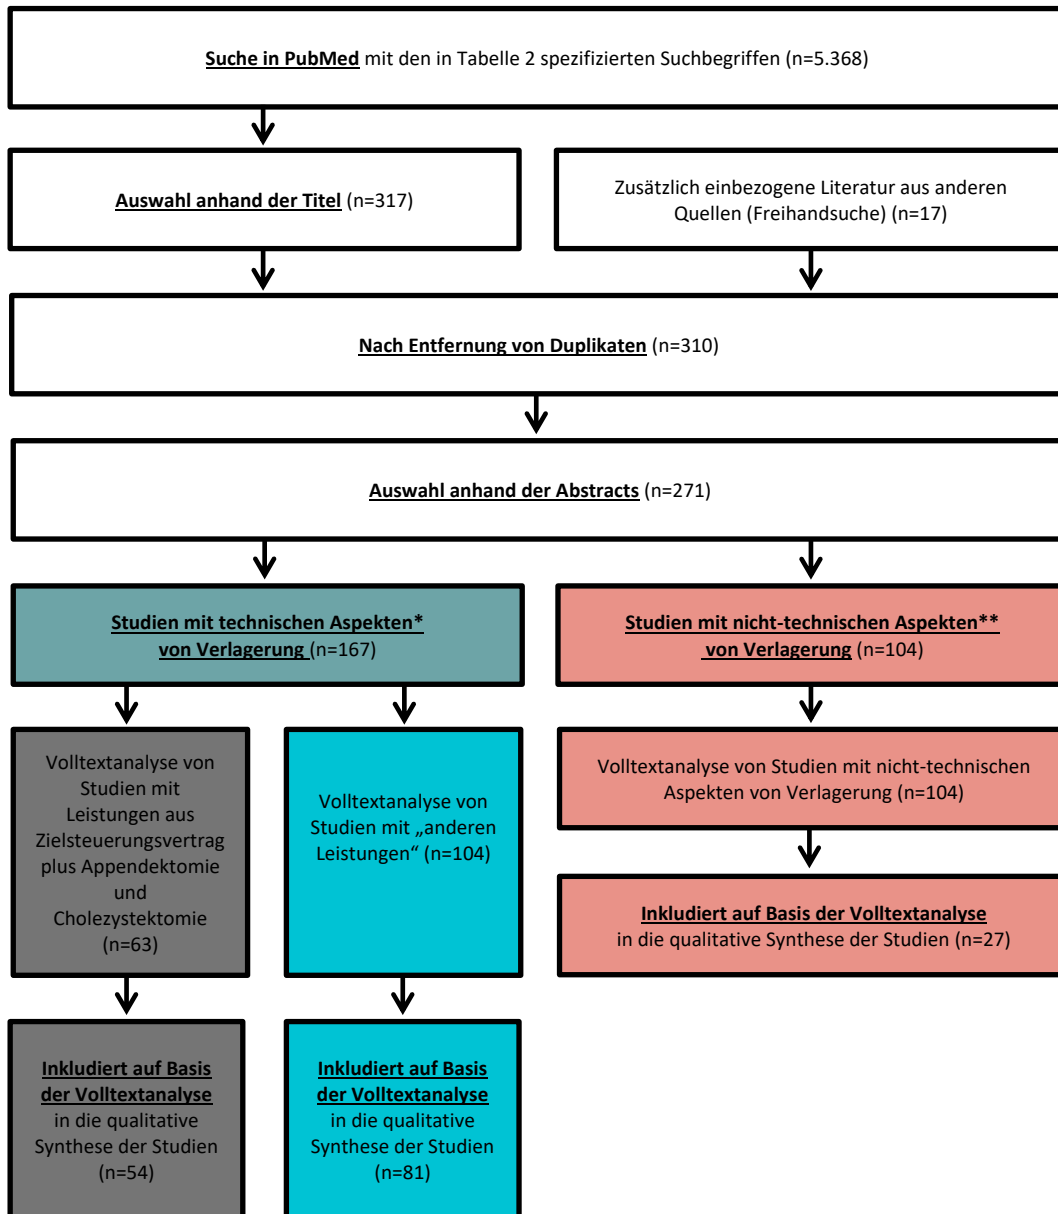 Suche in PubMed mit den in Tabelle 2 spezifizierten Suchbegriffen (n=5.368)
Auswahl anhand der Titel (n=317)
Zusätzlich einbezogene Literatur aus anderen
Quellen (Freihandsuche) (n=17)
Nach Entfernung von Duplikaten (n=310)
Auswahl anhand der Abstracts (n=271)
Studien mit technischen Aspekten*
von Verlagerung (n=167)
Studien mit nicht-technischen Aspekten**
von Verlagerung (n=104)
Volltextanalyse von
Studien mit
Leistungen aus
Zielsteuerungsvertrag
plus Appendektomie
und
Cholezystektomie
(n=63)
Volltextanalyse von
Studien mit „anderen
Leistungen“ (n=104)
Volltextanalyse von Studien mit nicht-technischen
Aspekten von Verlagerung (n=104)
Inkludiert auf Basis der Volltextanalyse
in die qualitative Synthese der Studien (n=27)
Inkludiert auf Basis
der Volltextanalyse
in die qualitative
Synthese der Studien
(n=54)
Inkludiert auf Basis
der Volltextanalyse
in die qualitative
Synthese der Studien
(n=81)